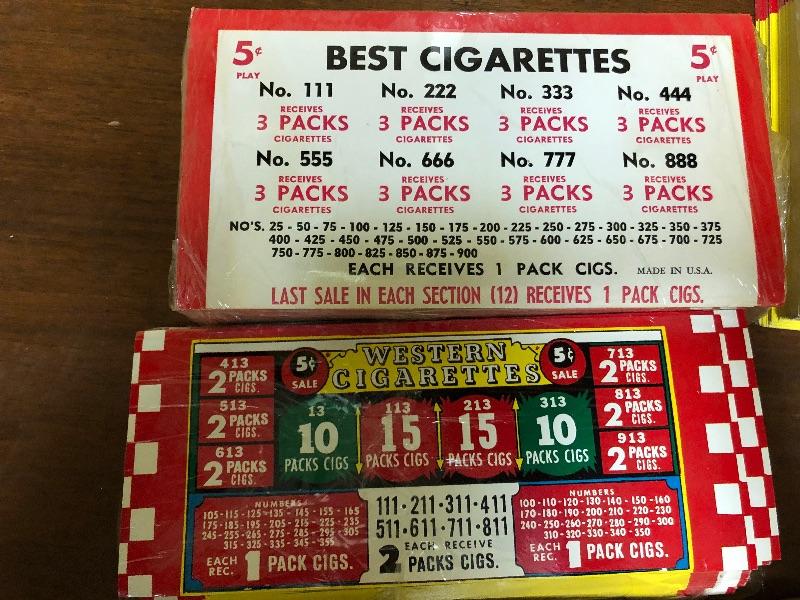 5¢ BEST CIGARETTES 5¢
PLAY PLAY
No. 111 No. 222 No. 333 No. 444
RECEIVES RECEIVES RECEIVES RECEIVES
3 PACKS 3 PACKS 3 PACKS 3 PACKS
CIGARETTES CIGARETTES CIGARETTES CIGARETTES
No. 555 No. 666 No. 777 No. 888
RECEIVES RECEIVES RECEIVES RECEIVES
3 PACKS 3 PACKS 3 PACKS 3 PACKS
CIGARETTES CIGARETTES CIGARETTES CIGARETTES
NO'S. 25 - 50 - 75 - 100 - 125 - 150 - 175 - 200 - 225 - 250 - 275 - 300 - 325 - 350 - 375
400 - 425 - 450 - 475 - 500 - 525 - 550 - 575 - 600 - 625 - 650 - 675 - 700 - 725
750 - 775 - 800 - 825 - 850 - 875 - 900
EACH RECEIVES 1 PACK CIGS. MADE IN U.S.A.
LAST SALE IN EACH SECTION (12) RECEIVES 1 PACK CIGS.
WESTERN
CIGARETTES
5¢
SALE
5¢
SALE
413
2 PACKS
CIGS.
513
2 PACKS
CIGS.
613
2 PACKS
CIGS.
13
10
PACKS CIGS
113
15
PACKS CIGS
213
15
PACKS CIGS
313
10
PACKS CIGS
713
2 PACKS
CIGS.
813
2 PACKS
CIGS.
913
2 PACKS
CIGS.
NUMBERS
105 - 115 - 125 - 135 - 145 - 155 - 165
175 - 185 - 195 - 205 - 215 - 225 - 235
245 - 255 - 265 - 275 - 285 - 295 - 305
315 - 325 - 335 - 345 - 355
EACH REC. 1 PACK CIGS.
111 • 211 • 311 • 411
511 • 611 • 711 • 811
EACH RECEIVE
2 PACKS CIGS.
NUMBERS
100 - 110 - 120 - 130 - 140 - 150 - 160
170 - 180 - 190 - 200 - 210 - 220 - 230
240 - 250 - 260 - 270 - 280 - 290 - 300
310 - 320 - 330 - 340 - 350
EACH REC. 1 PACK CIGS.